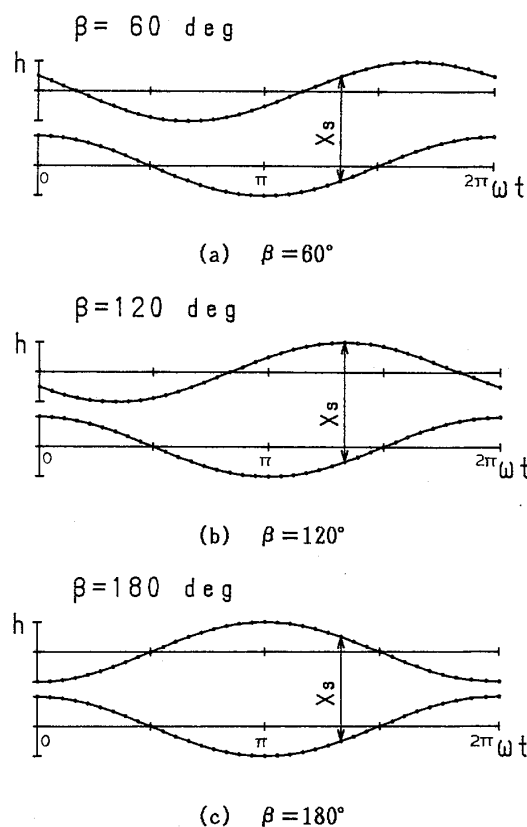 β= 60 deg
h
Xs
0 π 2π ωt
(a) β=60°
β=120 deg
h
Xs
0 π 2π ωt
(b) β=120°
β=180 deg
h
Xs
0 π 2π ωt
(c) β=180°